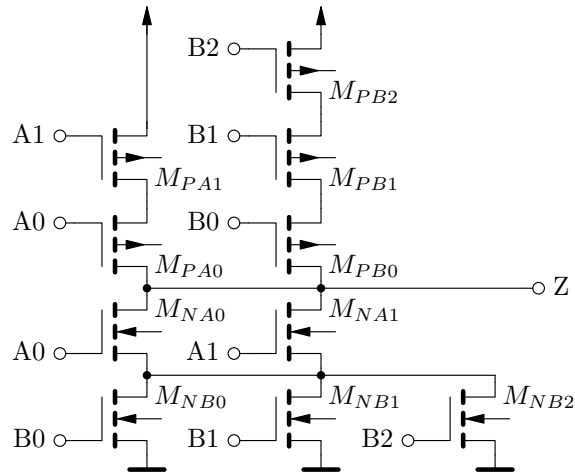 B2
M_{PB2}
A1
B1
M_{PA1}
M_{PB1}
A0
B0
M_{PA0}
M_{PB0}
Z
M_{NA0}
M_{NA1}
A0
A1
M_{NB0}
M_{NB1}
M_{NB2}
B0
B1
B2